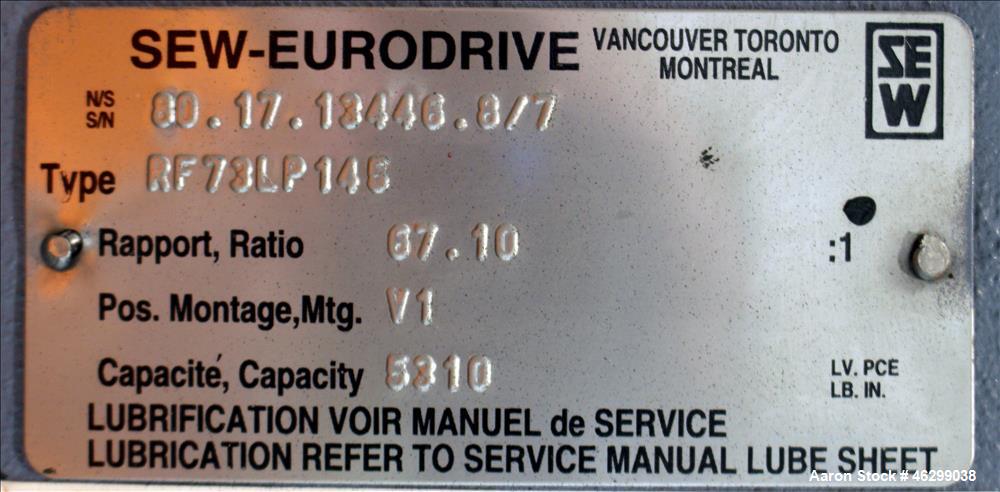 SEW-EURODRIVE VANCOUVER TORONTO MONTREAL
SEW
N/S S/N 80.17.13446.8/7
Type RF73LP145
Rapport, Ratio 67.10 :1
Pos. Montage,Mtg. V1
Capacité, Capacity 5310 LV. PCE LB. IN.
LUBRIFICATION VOIR MANUEL de SERVICE
LUBRICATION REFER TO SERVICE MANUAL LUBE SHEET
Aaron Stock # 46299038